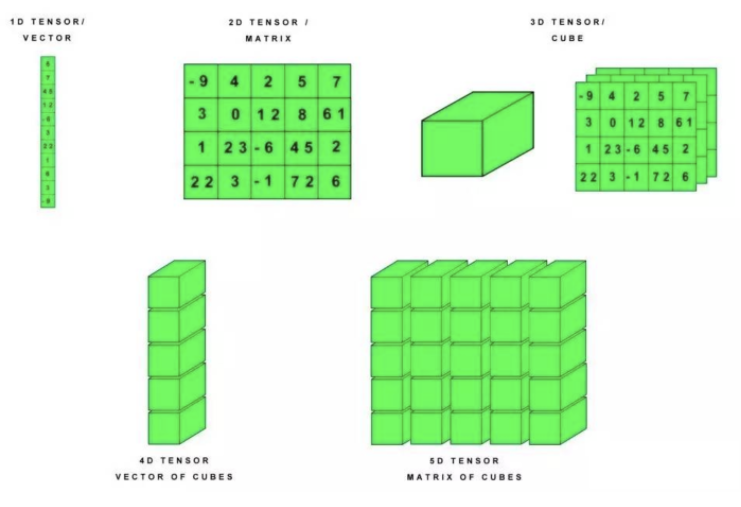 1D TENSOR/
VECTOR
2D TENSOR /
MATRIX
3D TENSOR/
CUBE
6
7
45
12
-6
3
22
1
6
3
-9
-9 4 2 5 7
3 0 12 8 61
1 23 -6 45 2
22 3 -1 72 6
-9 4 2 5 7
3 0 12 8 61
1 23 -6 45 2
22 3 -1 72 6
4D TENSOR
VECTOR OF CUBES
5D TENSOR
MATRIX OF CUBES